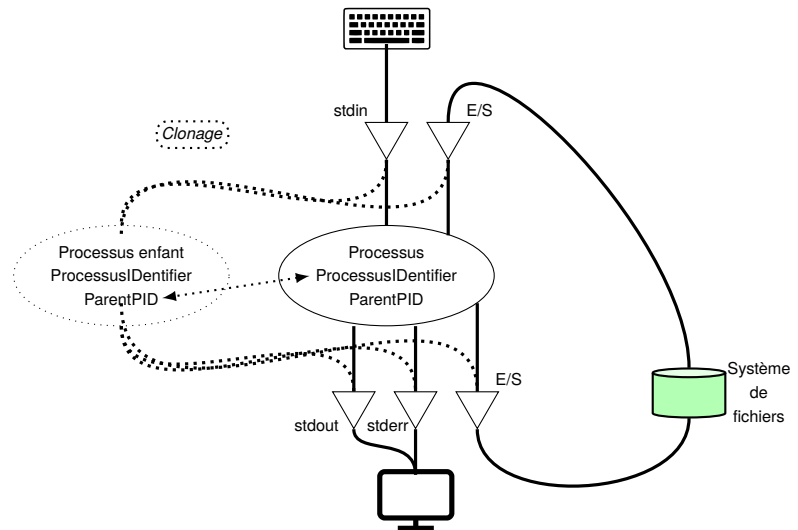 stdin
E/S
Clonage
Processus enfant
ProcessusIDentifier
ParentPID
Processus
ProcessusIDentifier
ParentPID
Système
de
fichiers
E/S
stdout
stderr